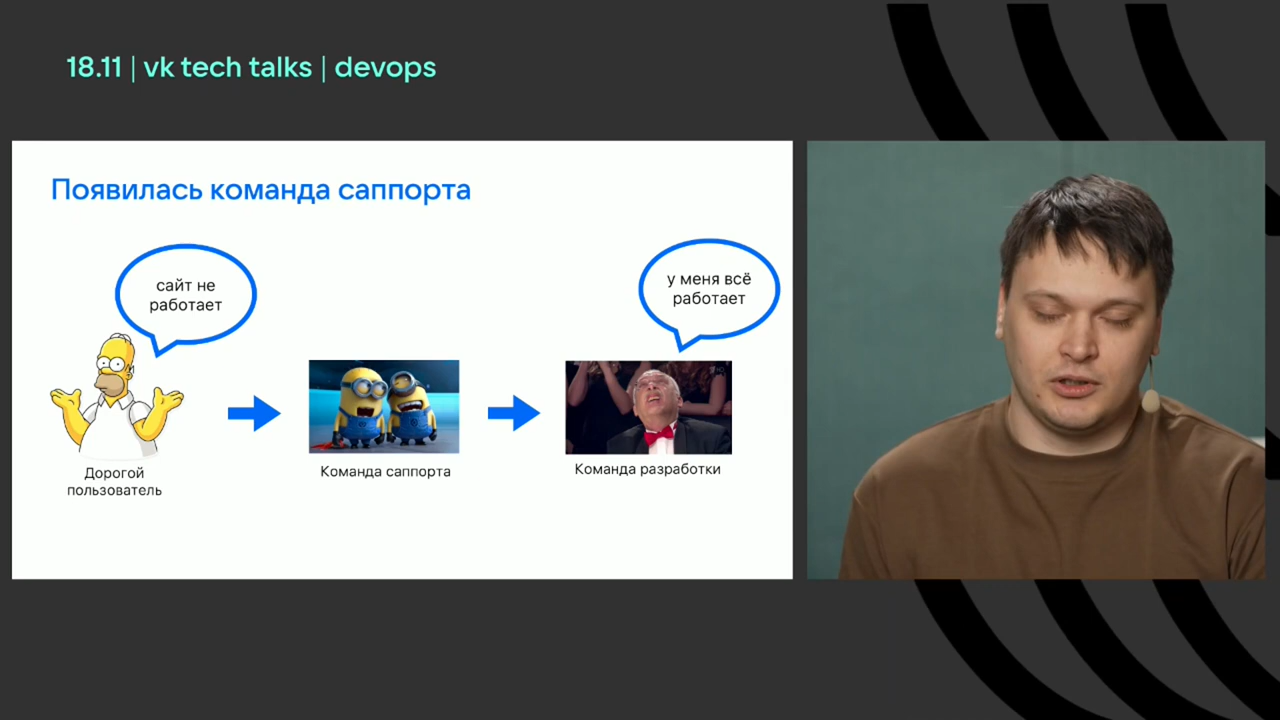 18.11 | vk tech talks | devops
Появилась команда саппорта
сайт не
работает
у меня всё
работает
Дорогой
пользователь
Команда саппорта
Команда разработки